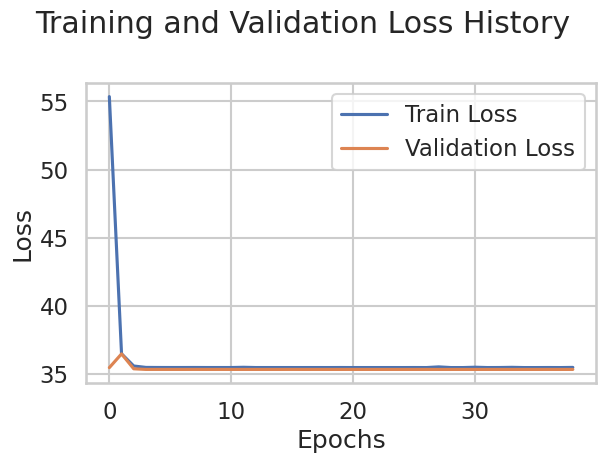 Training and Validation Loss History
Train Loss
Validation Loss
Loss
55
50
45
40
35
0 10 20 30
Epochs